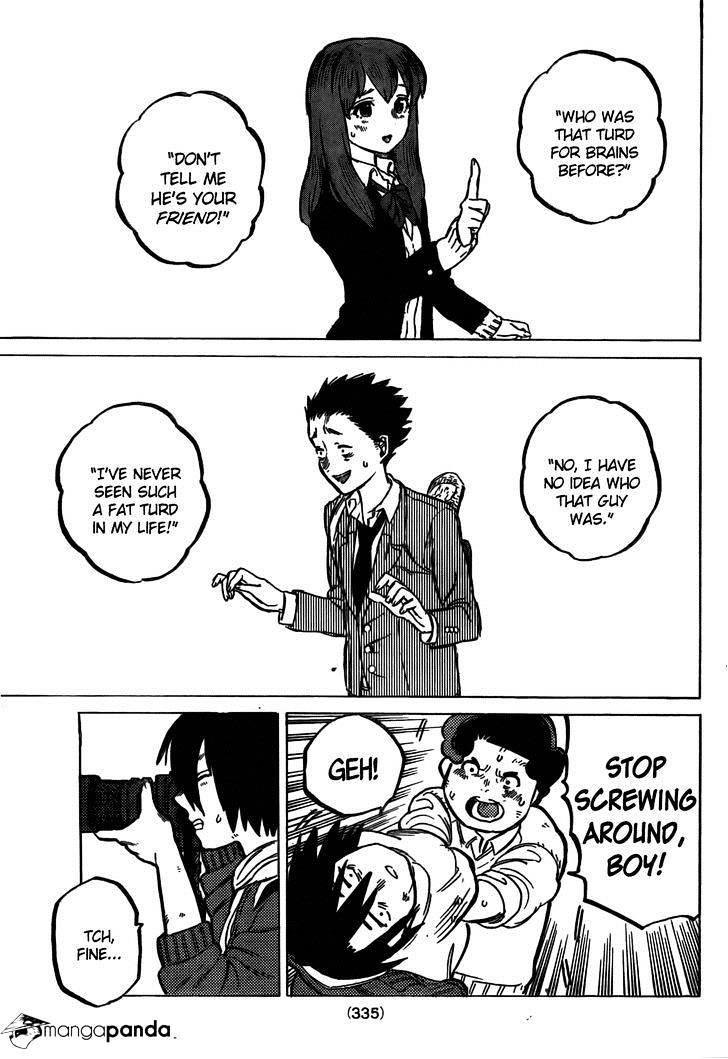 "WHO WAS
THAT TURD
FOR BRAINS
BEFORE?"
"DON'T
TELL ME
HE'S YOUR
FRIEND!"
"NO, I HAVE
NO IDEA WHO
THAT GUY
WAS."
"I'VE NEVER
SEEN SUCH
A FAT TURD
IN MY LIFE!"
STOP
SCREWING
AROUND,
BOY!
GEH!
TCH,
FINE...
(335)
mangapanda.